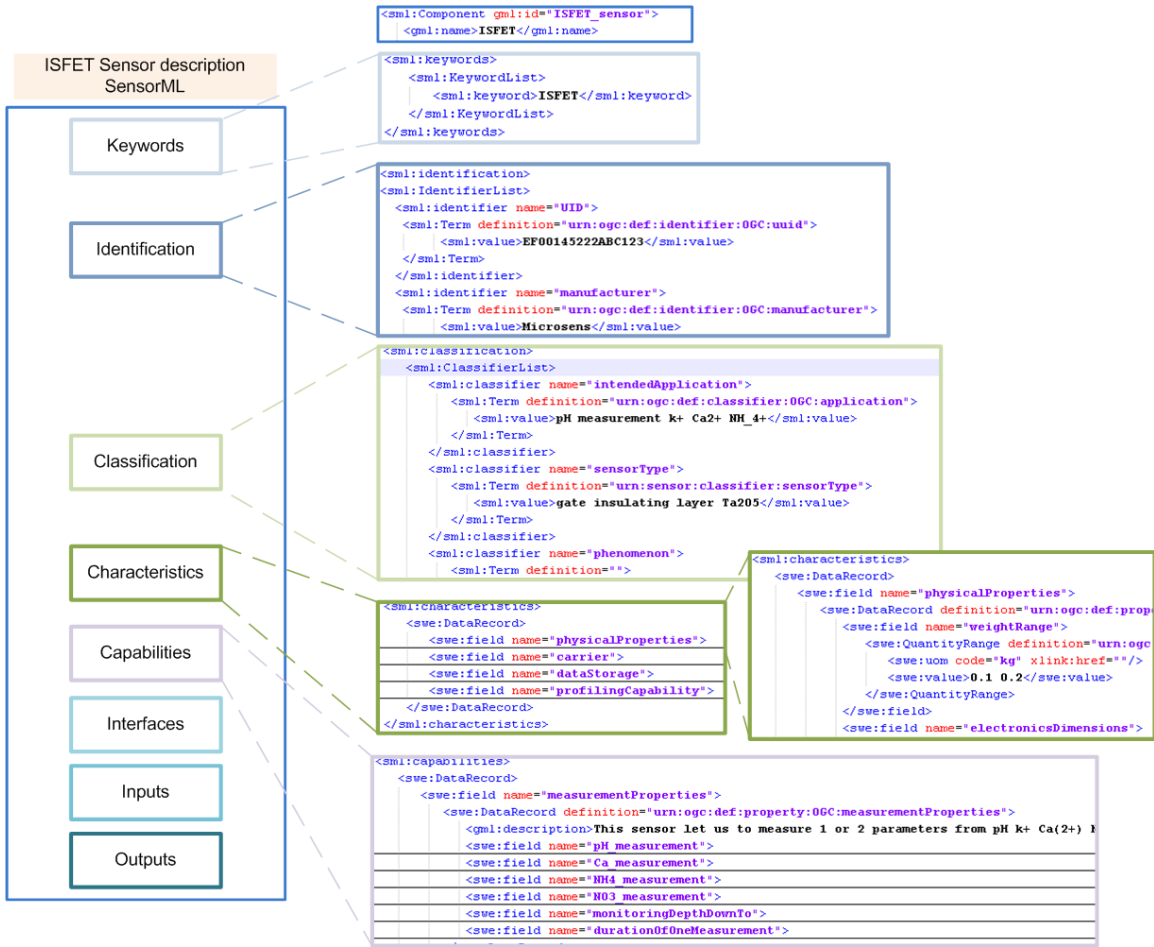 <sml:Component gml:id="ISFET_sensor">
<gml:name>ISFET</gml:name>
ISFET Sensor description
SensorML
Keywords
Identification
Classification
Characteristics
Capabilities
Interfaces
Inputs
Outputs
<sml:keywords>
<sml:KeywordList>
<sml:keyword>ISFET</sml:keyword>
</sml:KeywordList>
</sml:keywords>
<sml:identification>
<sml:IdentifierList>
<sml:identifier name="UID">
<sml:Term definition="urn:ogc:def:identifier:OGC:uuid">
<sml:value>EF00145222ABC123</sml:value>
</sml:Term>
</sml:identifier>
<sml:identifier name="manufacturer">
<sml:Term definition="urn:ogc:def:identifier:OGC:manufacturer">
<sml:value>Microsens</sml:value>
<sml:classification>
<sml:ClassifierList>
<sml:classifier name="intendedApplication">
<sml:Term definition="urn:ogc:def:classifier:OGC:application">
<sml:value>pH measurement k+ Ca2+ NH_4+</sml:value>
</sml:Term>
</sml:classifier>
<sml:classifier name="sensorType">
<sml:Term definition="urn:sensor:classifier:sensorType">
<sml:value>gate insulating layer Ta205</sml:value>
</sml:Term>
</sml:classifier>
<sml:classifier name="phenomenon">
<sml:Term definition="">
<sml:characteristics>
<swe:DataRecord>
<swe:field name="physicalProperties">
<swe:field name="carrier">
<swe:field name="dataStorage">
<swe:field name="profilingCapability">
</swe:DataRecord>
</sml:characteristics>
<sml:characteristics>
<swe:DataRecord>
<swe:field name="physicalProperties">
<swe:DataRecord definition="urn:ogc:def:prop
<swe:field name="weightRange">
<swe:QuantityRange definition="urn:ogc
<swe:uom code="kg" xlink:href=""/>
<swe:value>0.1 0.2</swe:value>
</swe:QuantityRange>
</swe:field>
<swe:field name="electronicsDimensions">
<sml:capabilities>
<swe:DataRecord>
<swe:field name="measurementProperties">
<swe:DataRecord definition="urn:ogc:def:property:OGC:measurementProperties">
<gml:description>This sensor let us to measure 1 or 2 parameters from pH k+ Ca(2+)
<swe:field name="pH_measurement">
<swe:field name="Ca_measurement">
<swe:field name="NH4_measurement">
<swe:field name="NO3_measurement">
<swe:field name="monitoringDepthDownTo">
<swe:field name="durationOfOneMeasurement">